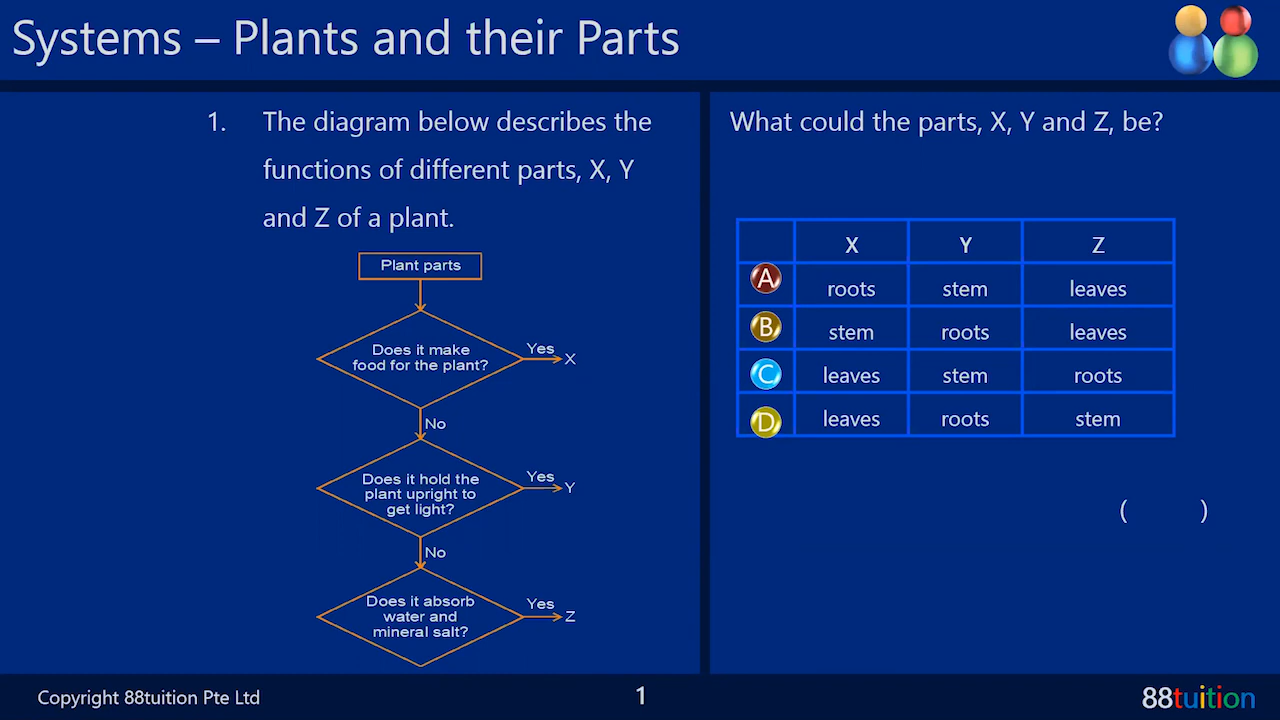 Systems – Plants and their Parts
1. The diagram below describes the
functions of different parts, X, Y
and Z of a plant.
Plant parts
Does it make
food for the plant?
Yes
X
No
Does it hold the
plant upright to
get light?
Yes
Y
No
Does it absorb
water and
mineral salt?
Yes
Z
What could the parts, X, Y and Z, be?
X Y Z
A roots stem leaves
B stem roots leaves
C leaves stem roots
D leaves roots stem
( )
Copyright 88tuition Pte Ltd
1
88tuition